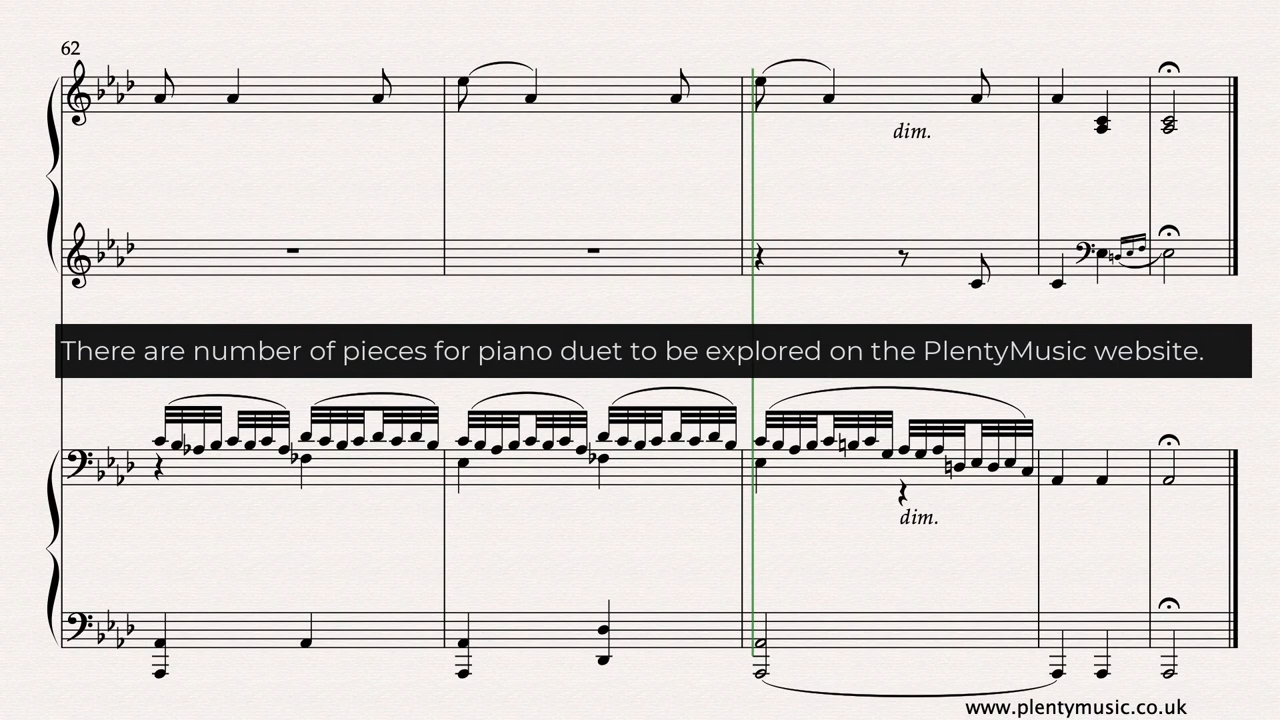 62
dim.
There are number of pieces for piano duet to be explored on the PlentyMusic website.
dim.
www.plentymusic.co.uk